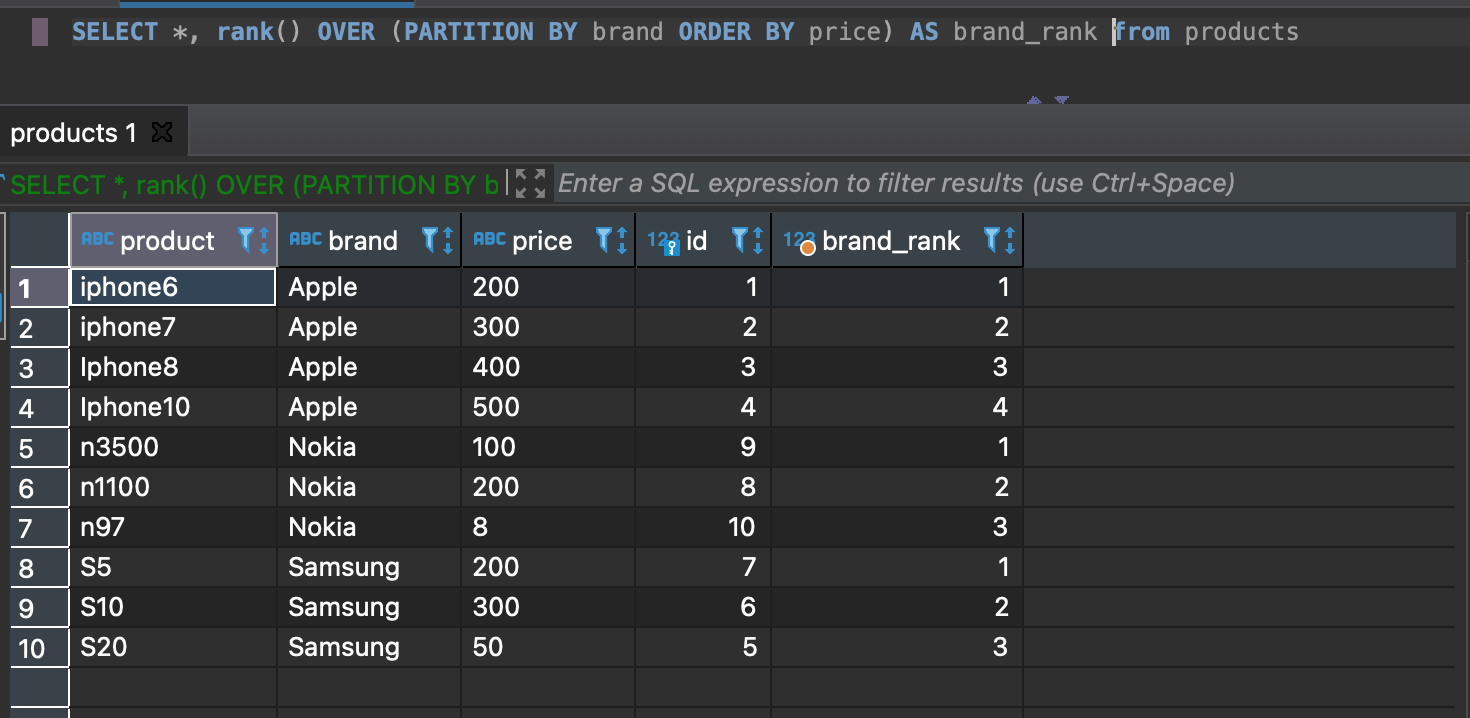 SELECT *, rank() OVER (PARTITION BY brand ORDER BY price) AS brand_rank from products
products 1
SELECT *, rank() OVER (PARTITION BY b Enter a SQL expression to filter results (use Ctrl+Space)
ABC product ABC brand ABC price 123 id 123 brand_rank
1 iphone6 Apple 200 1 1
2 iphone7 Apple 300 2 2
3 Iphone8 Apple 400 3 3
4 Iphone10 Apple 500 4 4
5 n3500 Nokia 100 9 1
6 n1100 Nokia 200 8 2
7 n97 Nokia 8 10 3
8 S5 Samsung 200 7 1
9 S10 Samsung 300 6 2
10 S20 Samsung 50 5 3